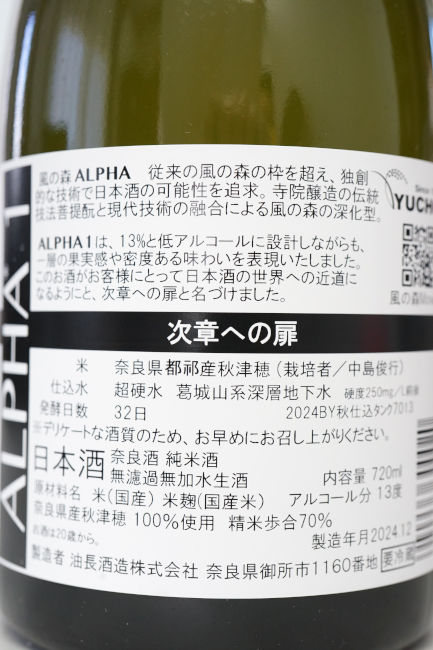 風の森 ALPHA 従来の風の森の枠を超え、独創
的な技術で日本酒の可能性を追求。寺院醸造の伝統
技法菩提酛と現代技術の融合による風の森の深化型。
ALPHA 1 は、13%と低アルコールに設計しながらも、
一層の果実感や密度ある味わいを表現いたしました。
このお酒がお客様にとって日本酒の世界への近道に
なるようにと、次章への扉と名づけました。
YUCH
風の森
ALPHA 1
次章への扉
米 奈良県都祁産秋津穂（栽培者／中島俊行）
仕込水 超硬水 葛城山系深層地下水 硬度250mg／L前後
発酵日数 32日 2024BY秋仕込タンク7013
※デリケートな酒質のため、お早めにお召し上がりください。
日本酒 奈良酒 純米酒
無濾過無加水生酒 内容量 720ml
原材料名 米（国産）米麹（国産米） アルコール分 13度
奈良県産秋津穂 100%使用 精米歩合70%
お酒は20歳から。 製造年月 2024.12
製造者 油長酒造株式会社 奈良県御所市1160番地 要冷蔵